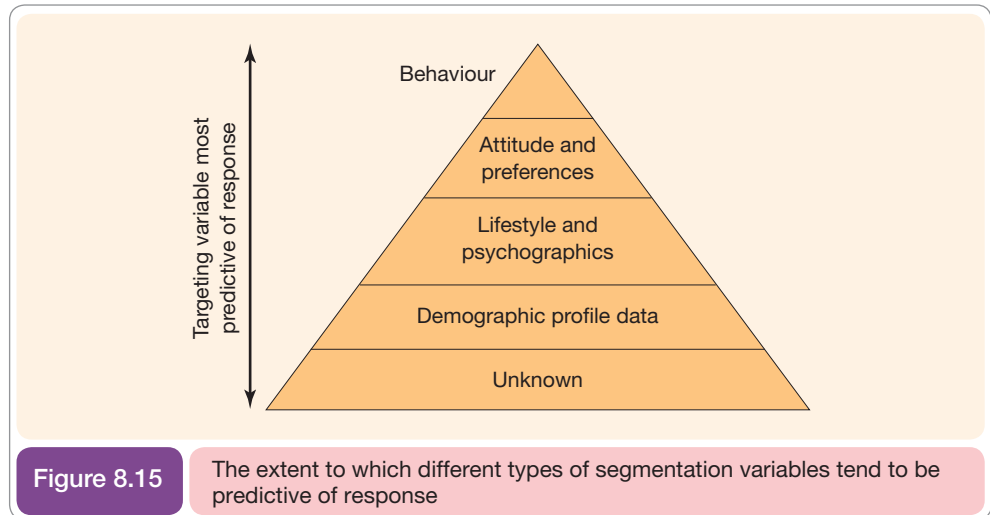 Targeting variable most
predictive of response
Behaviour
Attitude and
preferences
Lifestyle and
psychographics
Demographic profile data
Unknown
Figure 8.15
The extent to which different types of segmentation variables tend to be
predictive of response